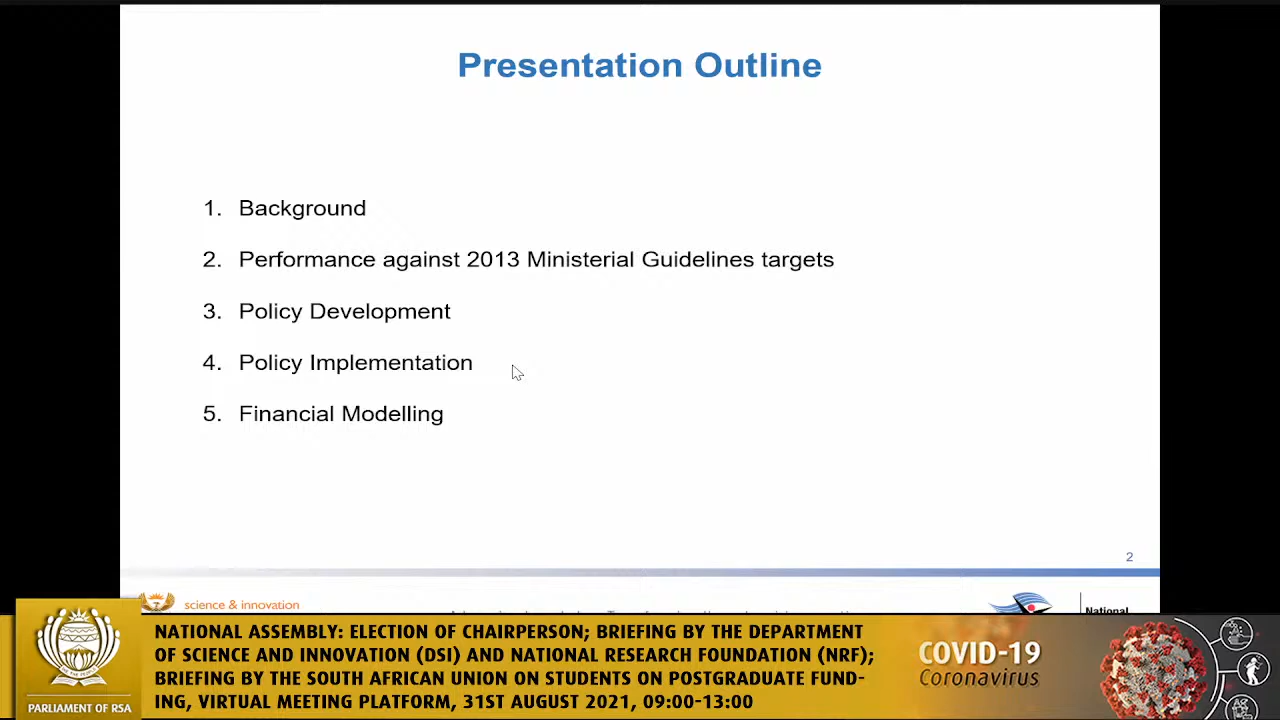 Presentation Outline
1. Background
2. Performance against 2013 Ministerial Guidelines targets
3. Policy Development
4. Policy Implementation
5. Financial Modelling
2
science & innovation
National
NATIONAL ASSEMBLY: ELECTION OF CHAIRPERSON; BRIEFING BY THE DEPARTMENT
OF SCIENCE AND INNOVATION (DSI) AND NATIONAL RESEARCH FOUNDATION (NRF);
BRIEFING BY THE SOUTH AFRICAN UNION ON STUDENTS ON POSTGRADUATE FUND-
ING, VIRTUAL MEETING PLATFORM, 31ST AUGUST 2021, 09:00-13:00
PARLIAMENT OF RSA
COVID-19
Coronavirus